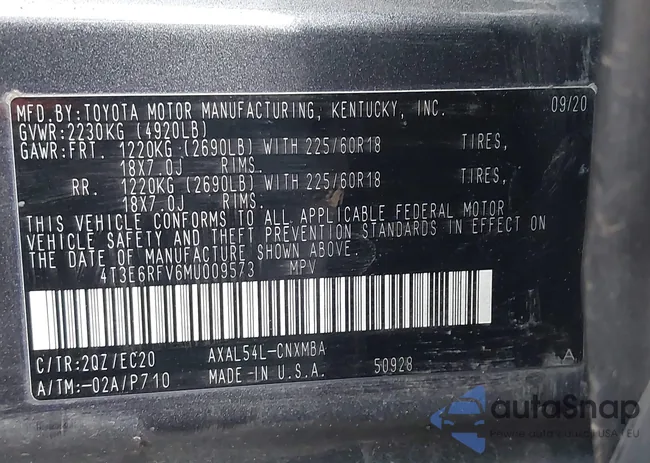 MFD.BY:TOYOTA MOTOR MANUFACTURING, KENTUCKY, INC. 09/20
GVWR:2230KG (4920LB)
GAWR:FRT. 1220KG (2690LB) WITH 225/60R18 TIRES,
18X7.0J RIMS.
RR. 1220KG (2690LB) WITH 225/60R18 TIRES,
18X7.0J RIMS.
THIS VEHICLE CONFORMS TO ALL APPLICABLE FEDERAL MOTOR
VEHICLE SAFETY AND THEFT PREVENTION STANDARDS IN EFFECT ON
THE DATE OF MANUFACTURE SHOWN ABOVE.
4T3E6RFV6MU009573 MPV
C/TR:2QZ/EC20 AXAL54L-CNXMBA A
A/TM:-02A/P710 MADE IN U.S.A. 50928
autoSnap
USA EU